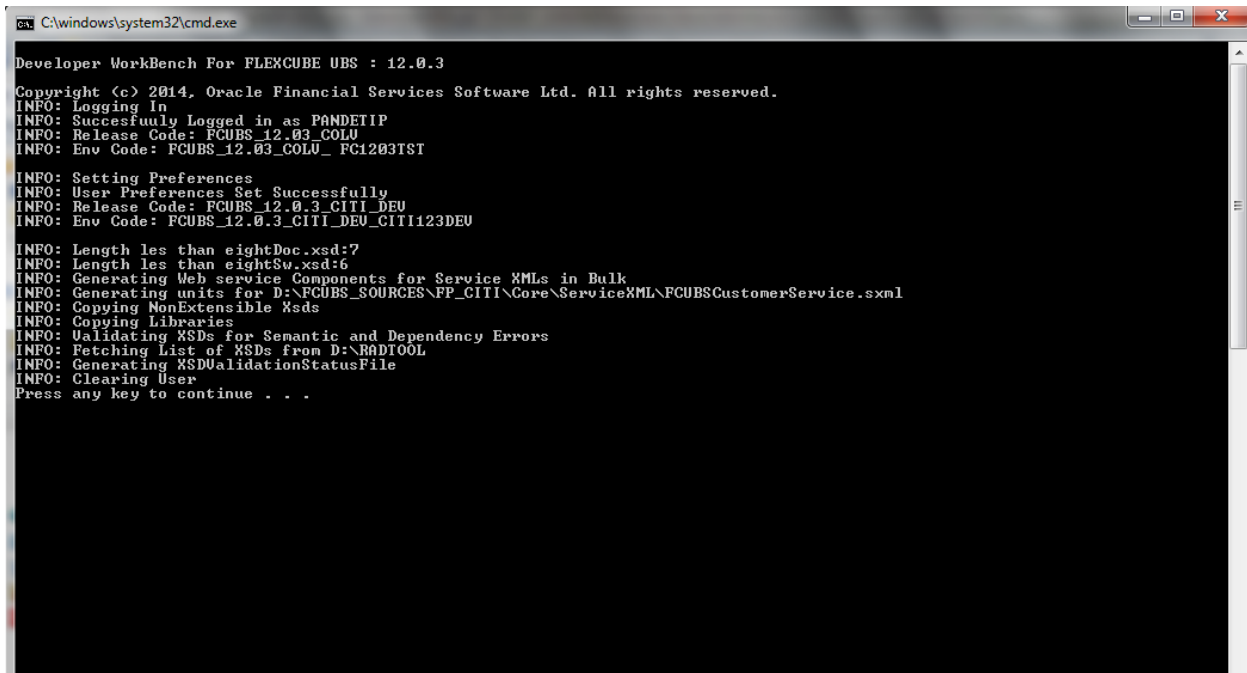 C:\windows\system32\cmd.exe
Developer WorkBench For FLEXCUBE UBS : 12.0.3
Copyright (c) 2014, Oracle Financial Services Software Ltd. All rights reserved.
INFO: Logging In
INFO: Succesfuuly Logged in as PANDETIP
INFO: Release Code: FCUBS_12.03_COLV
INFO: Env Code: FCUBS_12.03_COLV_ FC1203TST
INFO: Setting Preferences
INFO: User Preferences Set Successfully
INFO: Release Code: FCUBS_12.0.3_CITI_DEV
INFO: Env Code: FCUBS_12.0.3_CITI_DEV_CITI123DEV
INFO: Length les than eightDoc.xsd:7
INFO: Length les than eightSw.xsd:6
INFO: Generating Web service Components for Service XMLs in Bulk
INFO: Generating units for D:\FCUBS_SOURCES\FP_CITI\Core\ServiceXML\FCUBSCustomerService.sxml
INFO: Copying NonExtensible Xsds
INFO: Copying Libraries
INFO: Validating XSDs for Semantic and Dependency Errors
INFO: Fetching List of XSDs from D:\RADTOOL
INFO: Generating XSDValidationStatusFile
INFO: Clearing User
Press any key to continue . . .